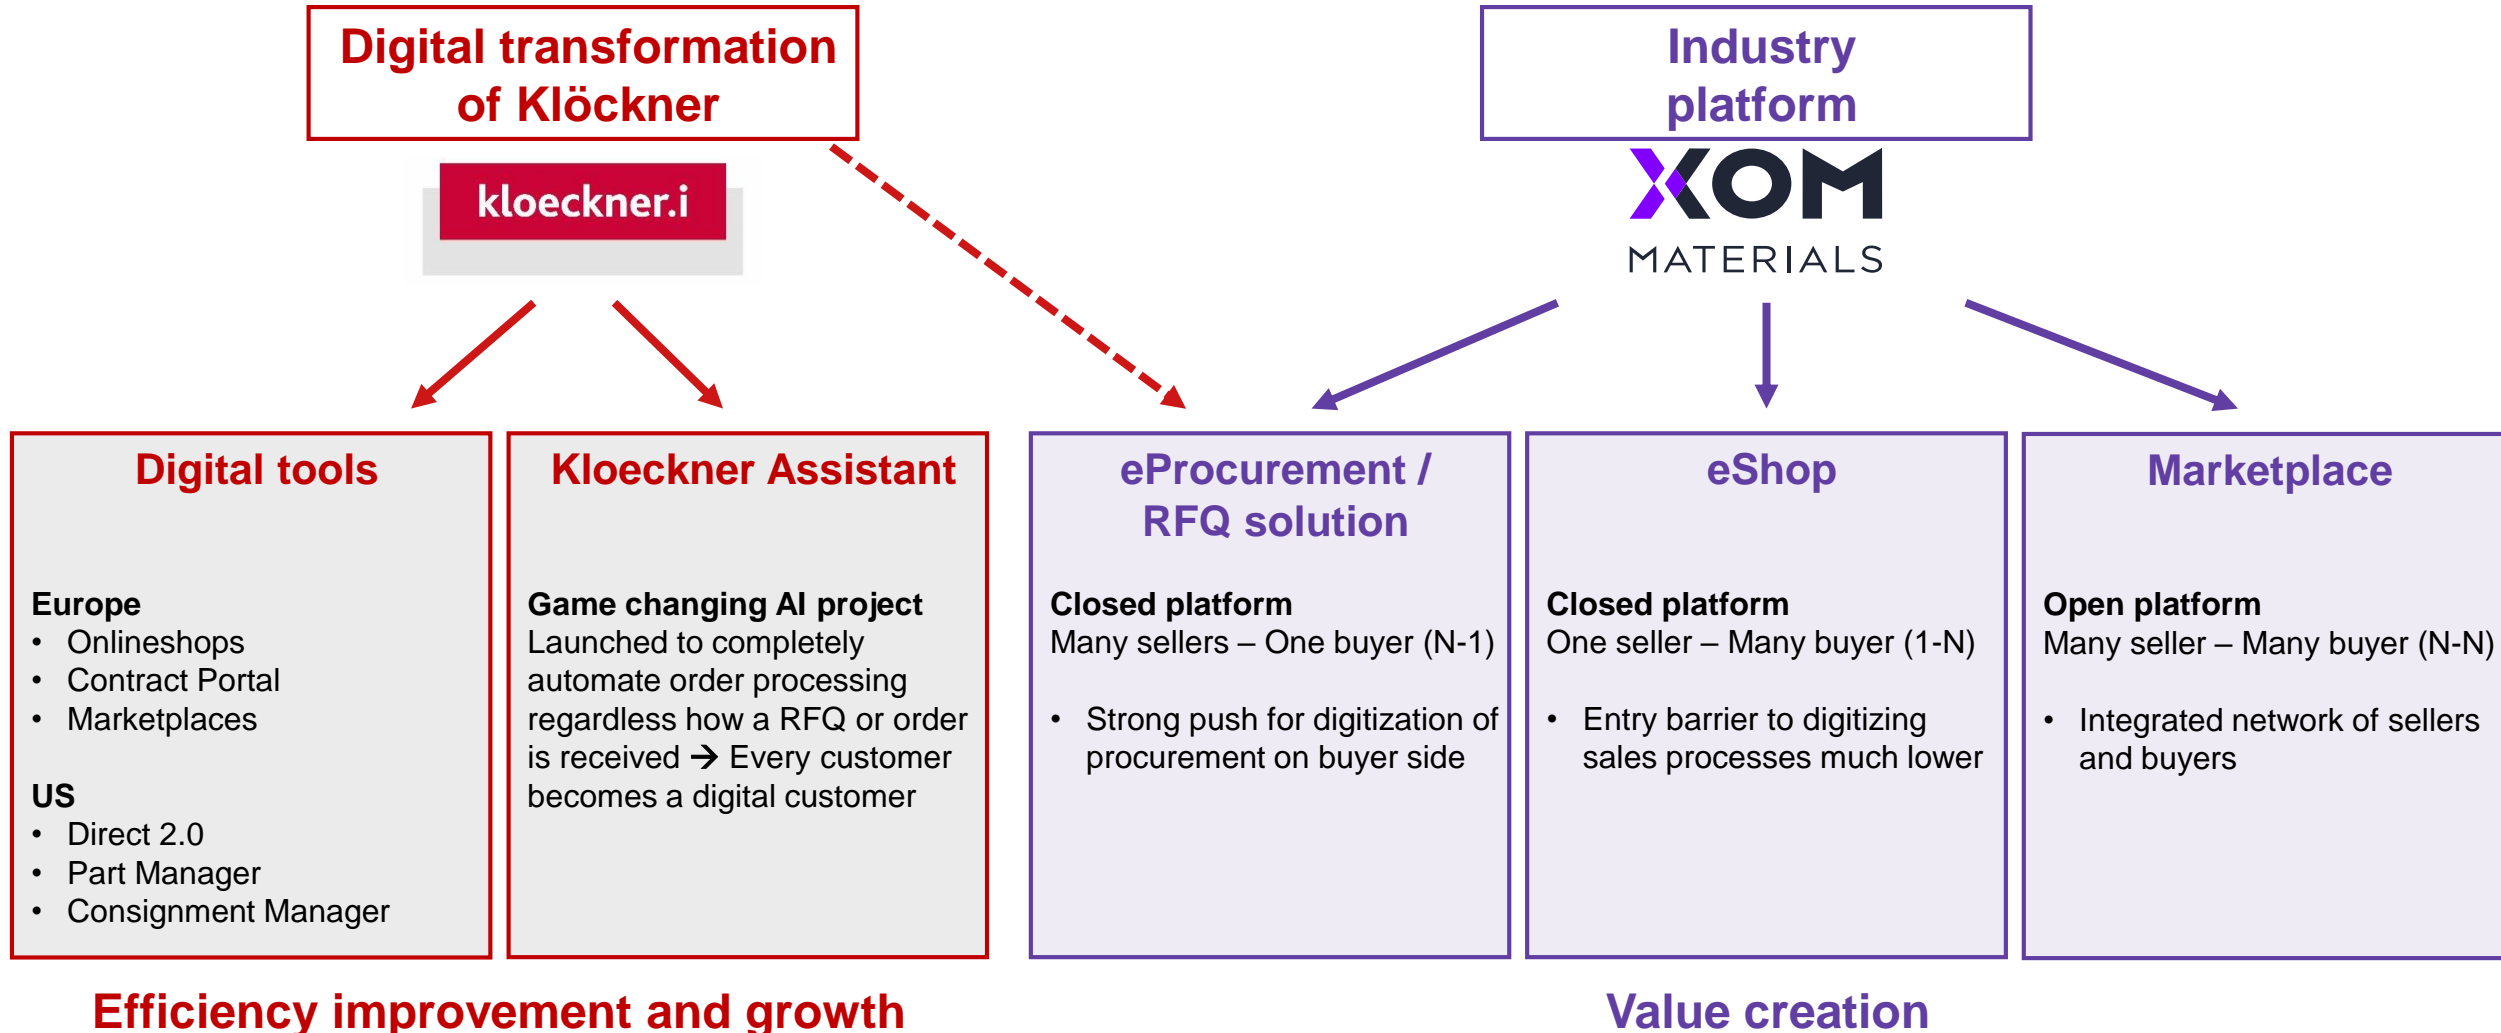 Digital transformation
of Klöckner
Industry
platform
kloeckner.i
XOM
MATERIALS
Digital tools
Europe
• Onlineshops
• Contract Portal
• Marketplaces
US
• Direct 2.0
• Part Manager
• Consignment Manager
Kloeckner Assistant
Game changing AI project
Launched to completely
automate order processing
regardless how a RFQ or order
is received → Every customer
becomes a digital customer
eProcurement /
RFQ solution
Closed platform
Many sellers – One buyer (N-1)
• Strong push for digitization of
procurement on buyer side
eShop
Closed platform
One seller – Many buyer (1-N)
• Entry barrier to digitizing
sales processes much lower
Marketplace
Open platform
Many seller – Many buyer (N-N)
• Integrated network of sellers
and buyers
Efficiency improvement and growth
Value creation